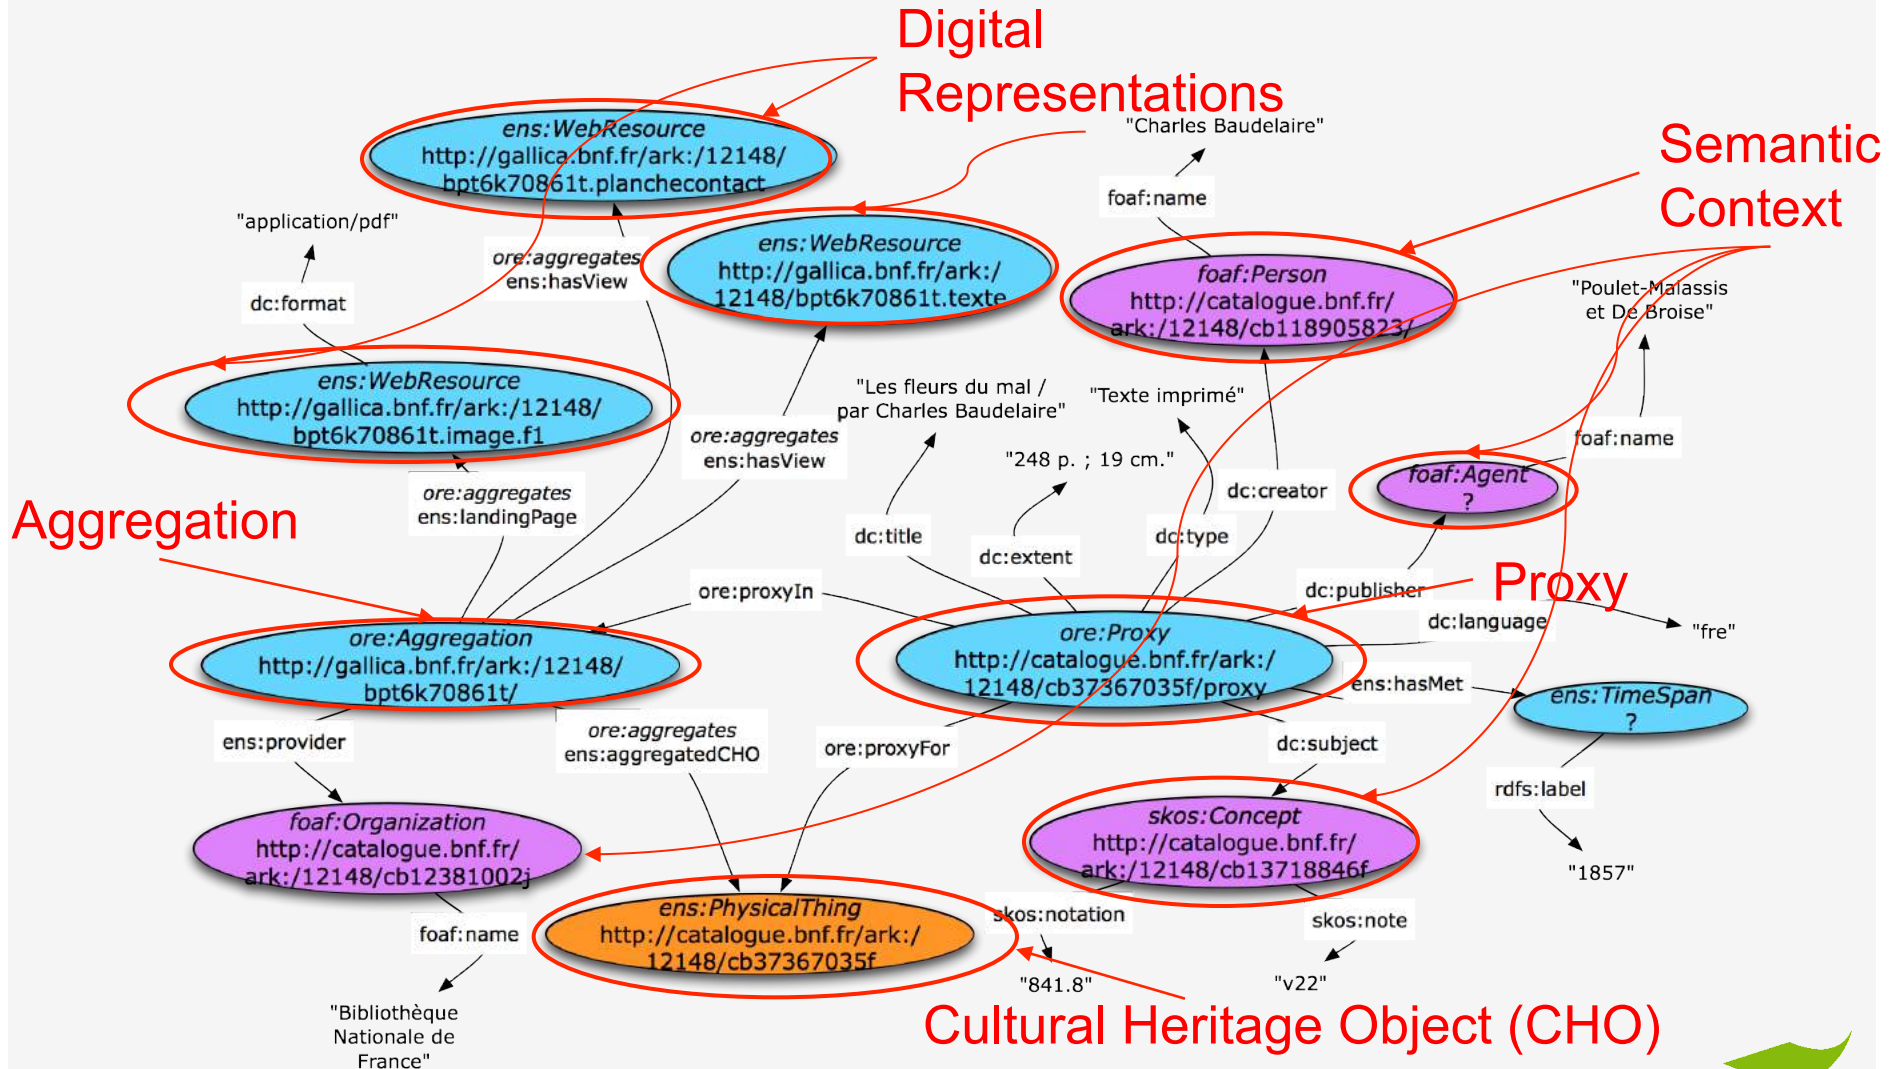 Digital
Representations
ens:WebResource
http://gallica.bnf.fr/ark:/12148/
bpt6k70861t.planchecontact
"Charles Baudelaire"
Semantic
Context
foaf:name
"application/pdf"
ore:aggregates
ens:hasView
ens:WebResource
http://gallica.bnf.fr/ark:/
12148/bpt6k70861t.texte
foaf:Person
http://catalogue.bnf.fr/
ark:/12148/cb118905823/
"Poulet-Malassis
et De Broise"
dc:format
ens:WebResource
http://gallica.bnf.fr/ark:/12148/
bpt6k70861t.image.f1
"Les fleurs du mal /
par Charles Baudelaire"
"Texte imprimé"
ore:aggregates
ens:hasView
foaf:name
"248 p. ; 19 cm."
foaf:Agent
?
ore:aggregates
ens:landingPage
dc:creator
Aggregation
dc:title
dc:extent
dc:type
ore:proxyIn
dc:publisher
Proxy
dc:language
"fre"
ore:Aggregation
http://gallica.bnf.fr/ark:/12148/
bpt6k70861t/
ore:Proxy
http://catalogue.bnf.fr/ark:/
12148/cb37367035f/proxy
ens:hasMet
ens:TimeSpan
?
ens:provider
ore:aggregates
ens:aggregatedCHO
ore:proxyFor
dc:subject
rdfs:label
foaf:Organization
http://catalogue.bnf.fr/
ark:/12148/cb12381002j
skos:Concept
http://catalogue.bnf.fr/
ark:/12148/cb13718846f
"1857"
ens:PhysicalThing
http://catalogue.bnf.fr/ark:/
12148/cb37367035f
foaf:name
skos:notation
skos:note
"841.8"
"v22"
"Bibliothèque
Nationale de
France"
Cultural Heritage Object (CHO)